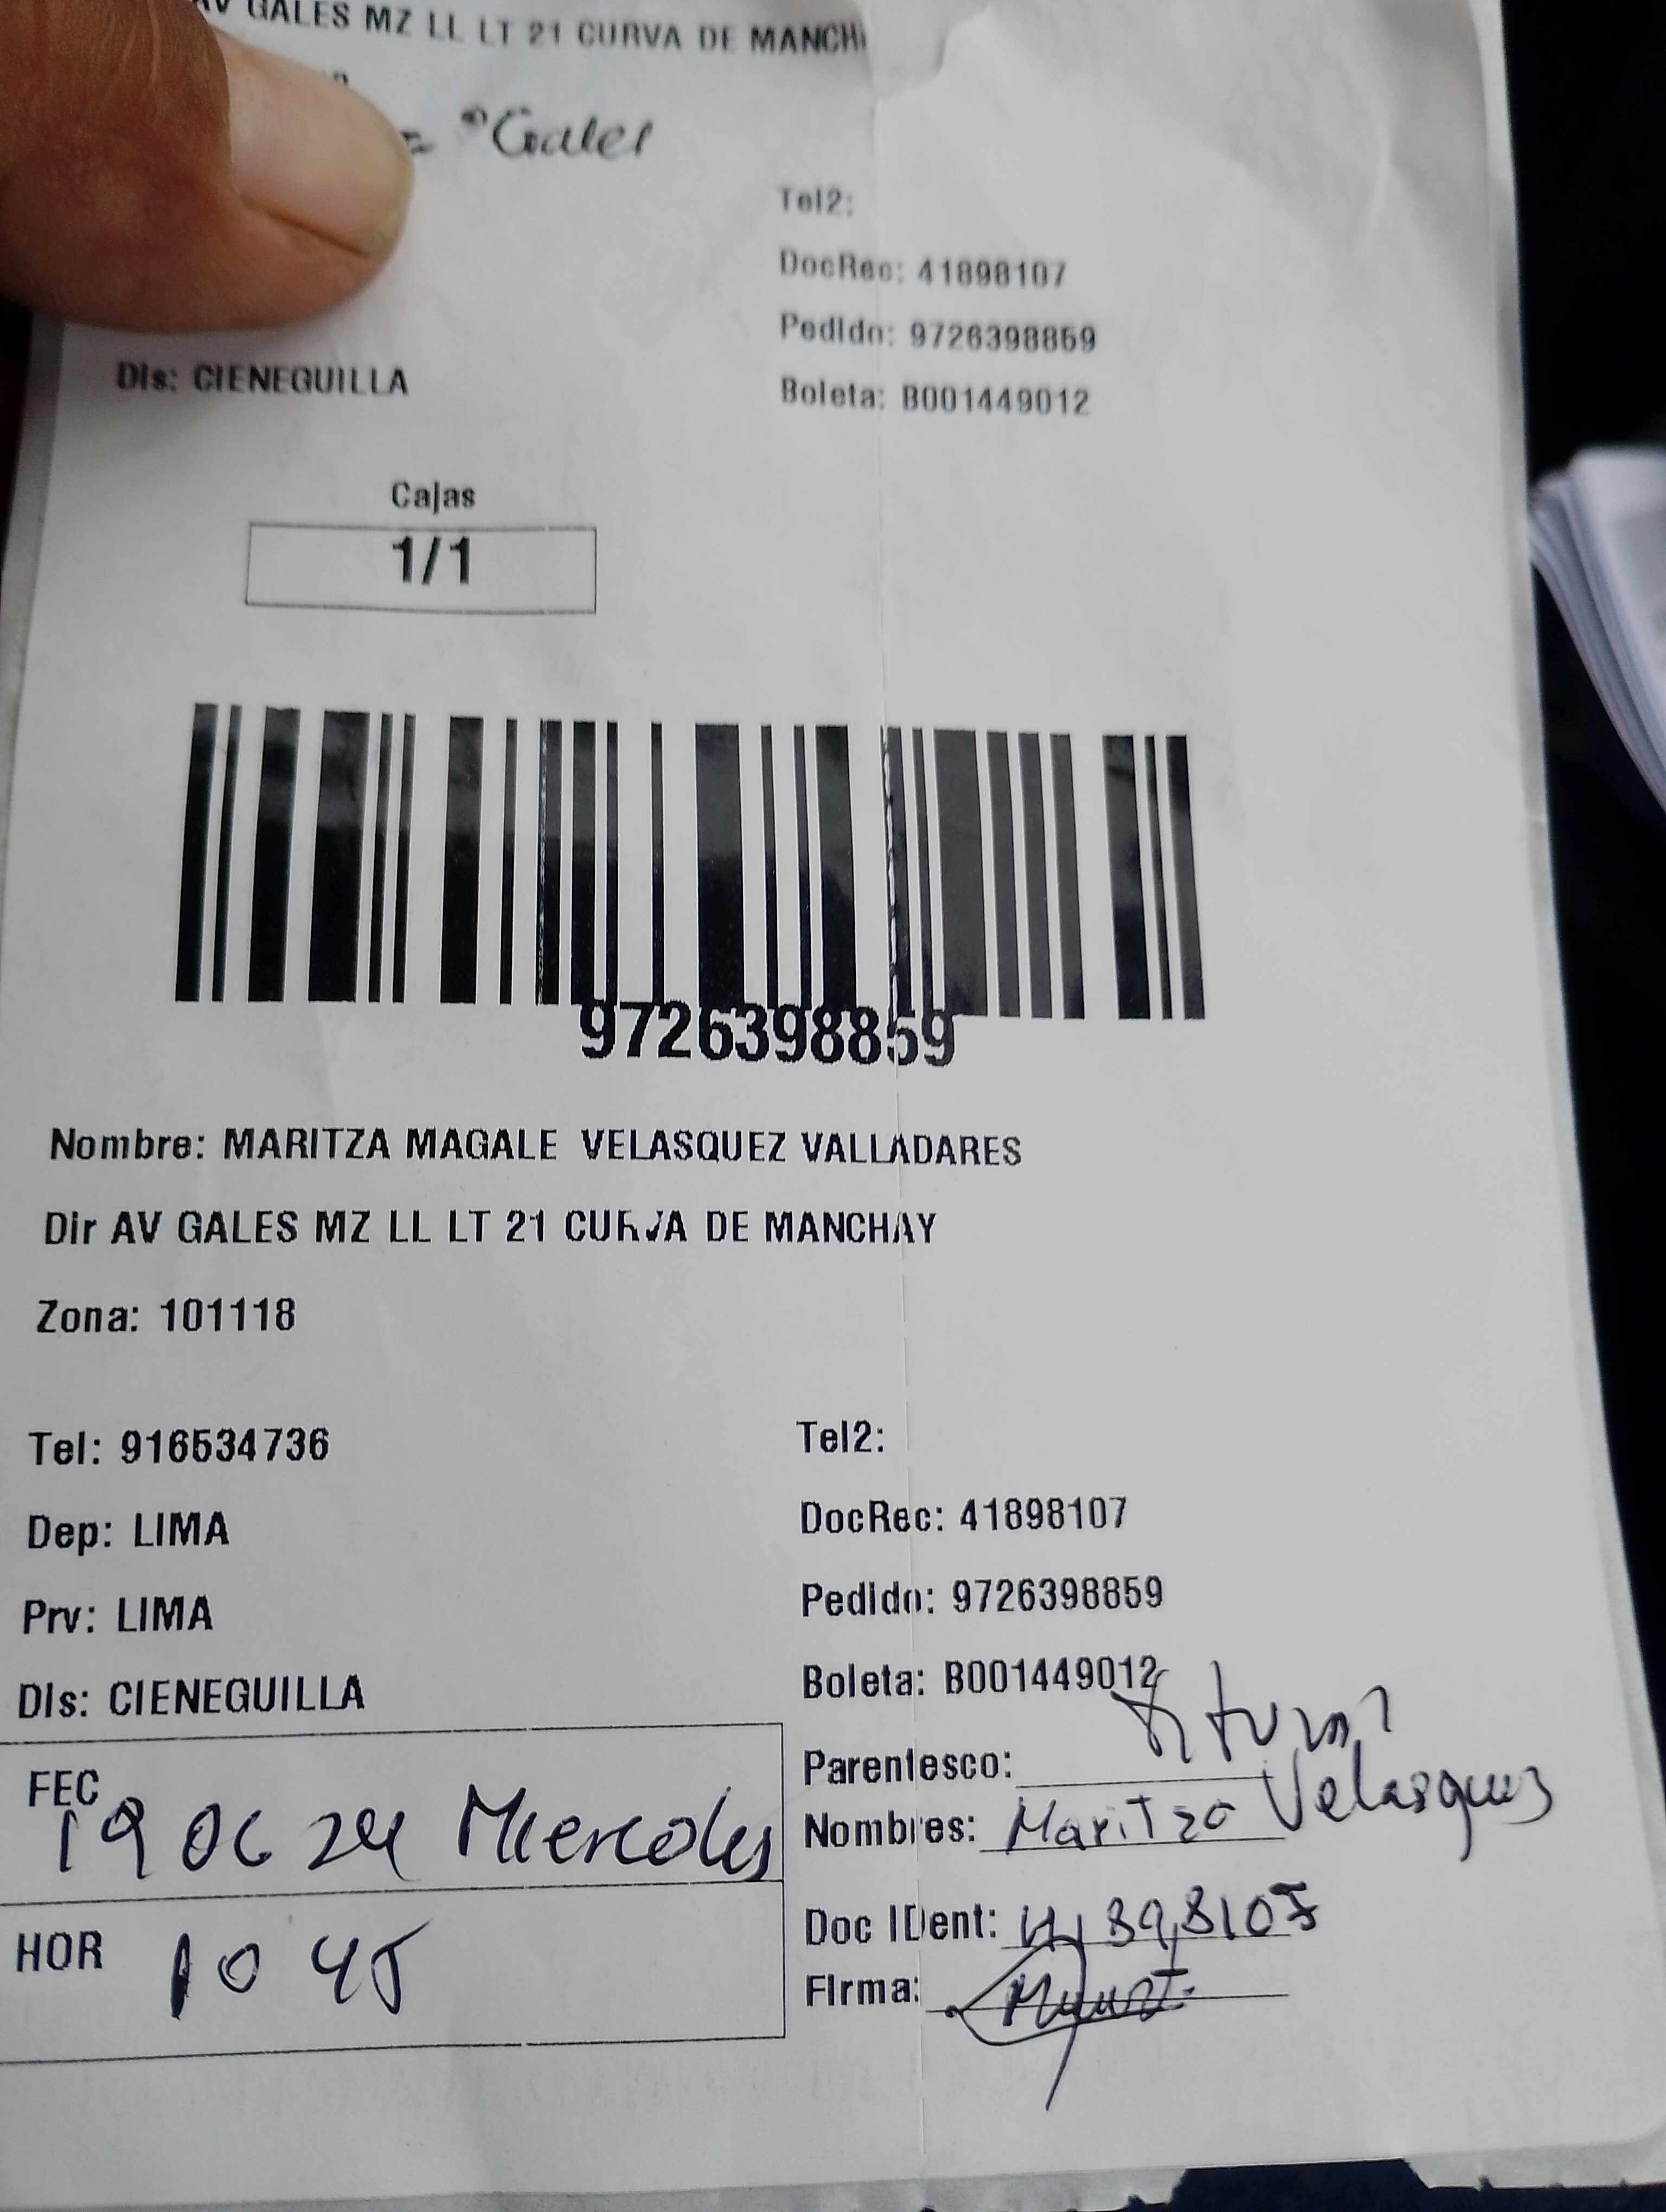 GALES MZ LL LT 21 CURVA DE MANCH
Gales
Tel2:
DocRec: 41898107
Pedido: 9726398859
Dis: CIENEGUILLA
Boleta: B001449012
Cajas
1/1
9726398859
Nombre: MARITZA MAGALE VELASQUEZ VALLADARES
Dir AV GALES MZ LL LT 21 CURVA DE MANCHAY
Zona: 101118
Tel: 916534736
Tel2:
Dep: LIMA
DocRec: 41898107
Prv: LIMA
Pedido: 9726398859
Dis: CIENEGUILLA
Boleta: B001449012
Parentesco:
FEC 19 06 24 Miercoles
Nombres: Maritza Velasquez
Doc IDent:
HOR 10 45
Firma: